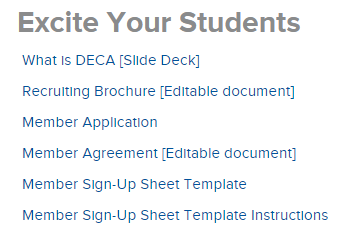 Excite Your Students
What is DECA [Slide Deck]
Recruiting Brochure [Editable document]
Member Application
Member Agreement [Editable document]
Member Sign-Up Sheet Template
Member Sign-Up Sheet Template Instructions